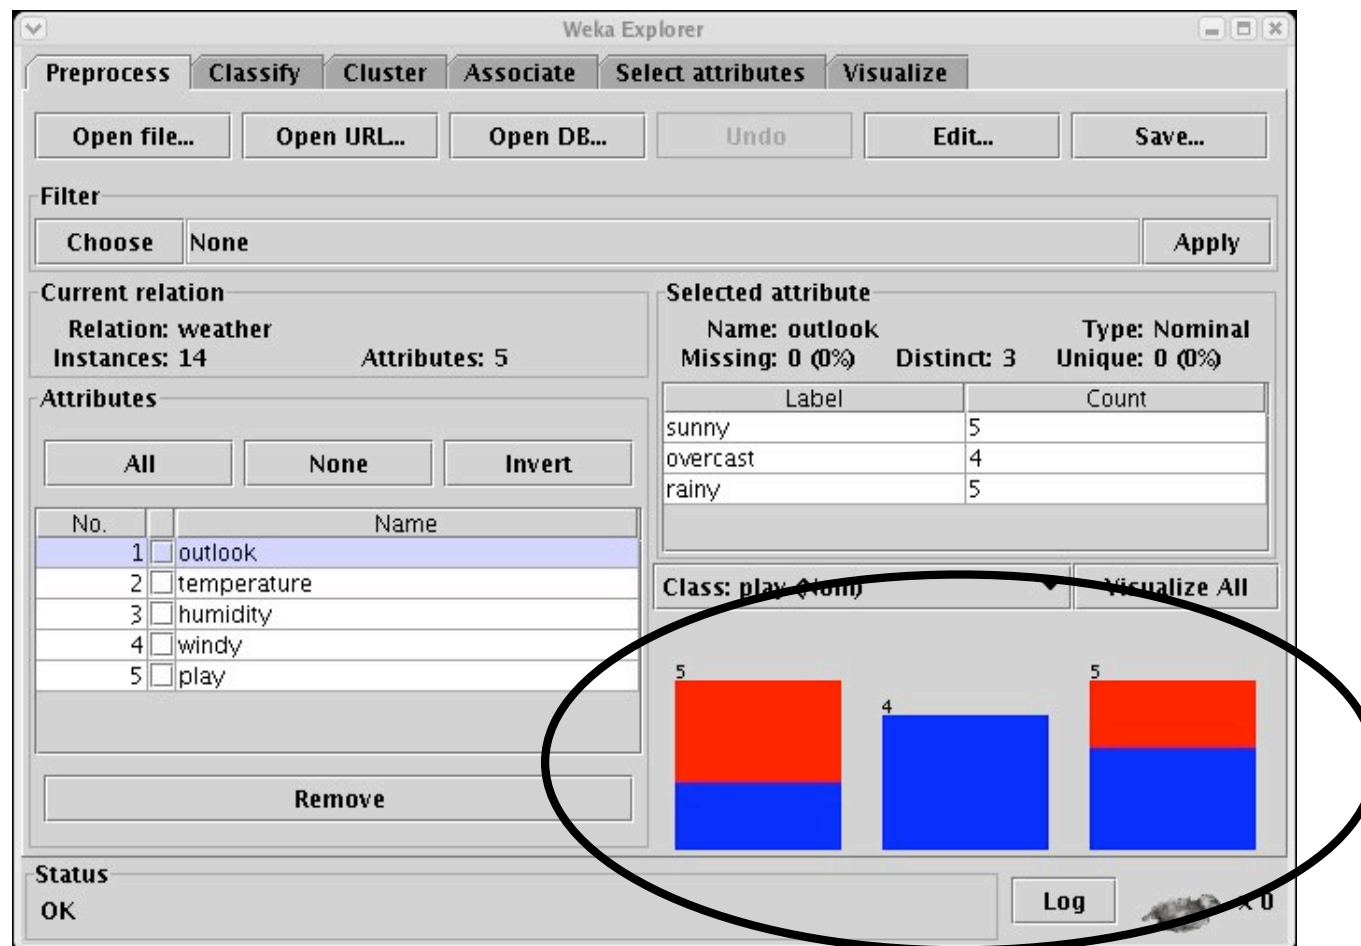 Weka Explorer
Preprocess Classify Cluster Associate Select attributes Visualize
Open file... Open URL... Open DB... Undo Edit... Save...
Filter
Choose None Apply
Current relation
Relation: weather
Instances: 14 Attributes: 5
Selected attribute
Name: outlook Type: Nominal
Missing: 0 (0%) Distinct: 3 Unique: 0 (0%)
Label Count
sunny 5
overcast 4
rainy 5
Attributes
All None Invert
No. Name
1 outlook
2 temperature
3 humidity
4 windy
5 play
Remove
Class: play (Nom) Visualize All
5 4 5
Status
OK
Log x 0